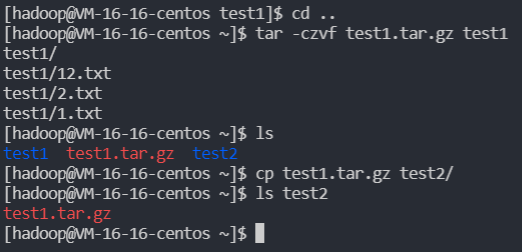 [hadoop@VM-16-16-centos test1]$ cd ..
[hadoop@VM-16-16-centos ~]$ tar -czvf test1.tar.gz test1
test1/
test1/12.txt
test1/2.txt
test1/1.txt
[hadoop@VM-16-16-centos ~]$ ls
test1  test1.tar.gz  test2
[hadoop@VM-16-16-centos ~]$ cp test1.tar.gz test2/
[hadoop@VM-16-16-centos ~]$ ls test2
test1.tar.gz
[hadoop@VM-16-16-centos ~]$